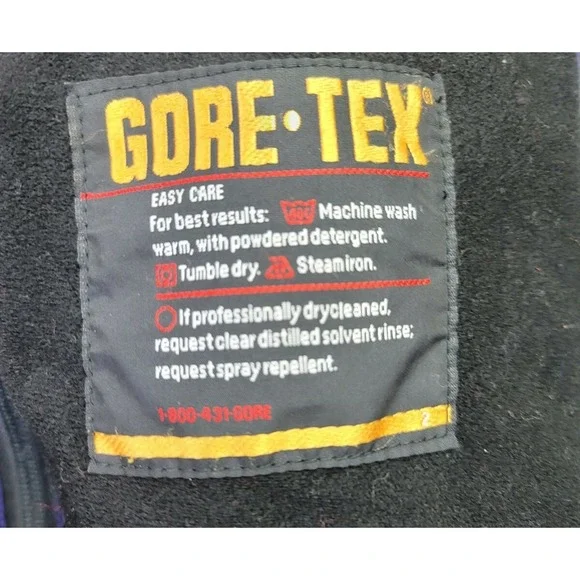 GORE·TEX®
EASY CARE
For best results: Machine wash
warm, with powdered detergent.
Tumble dry. Steam iron.
If professionally drycleaned,
request clear distilled solvent rinse;
request spray repellent.
1-800-431-GORE
2